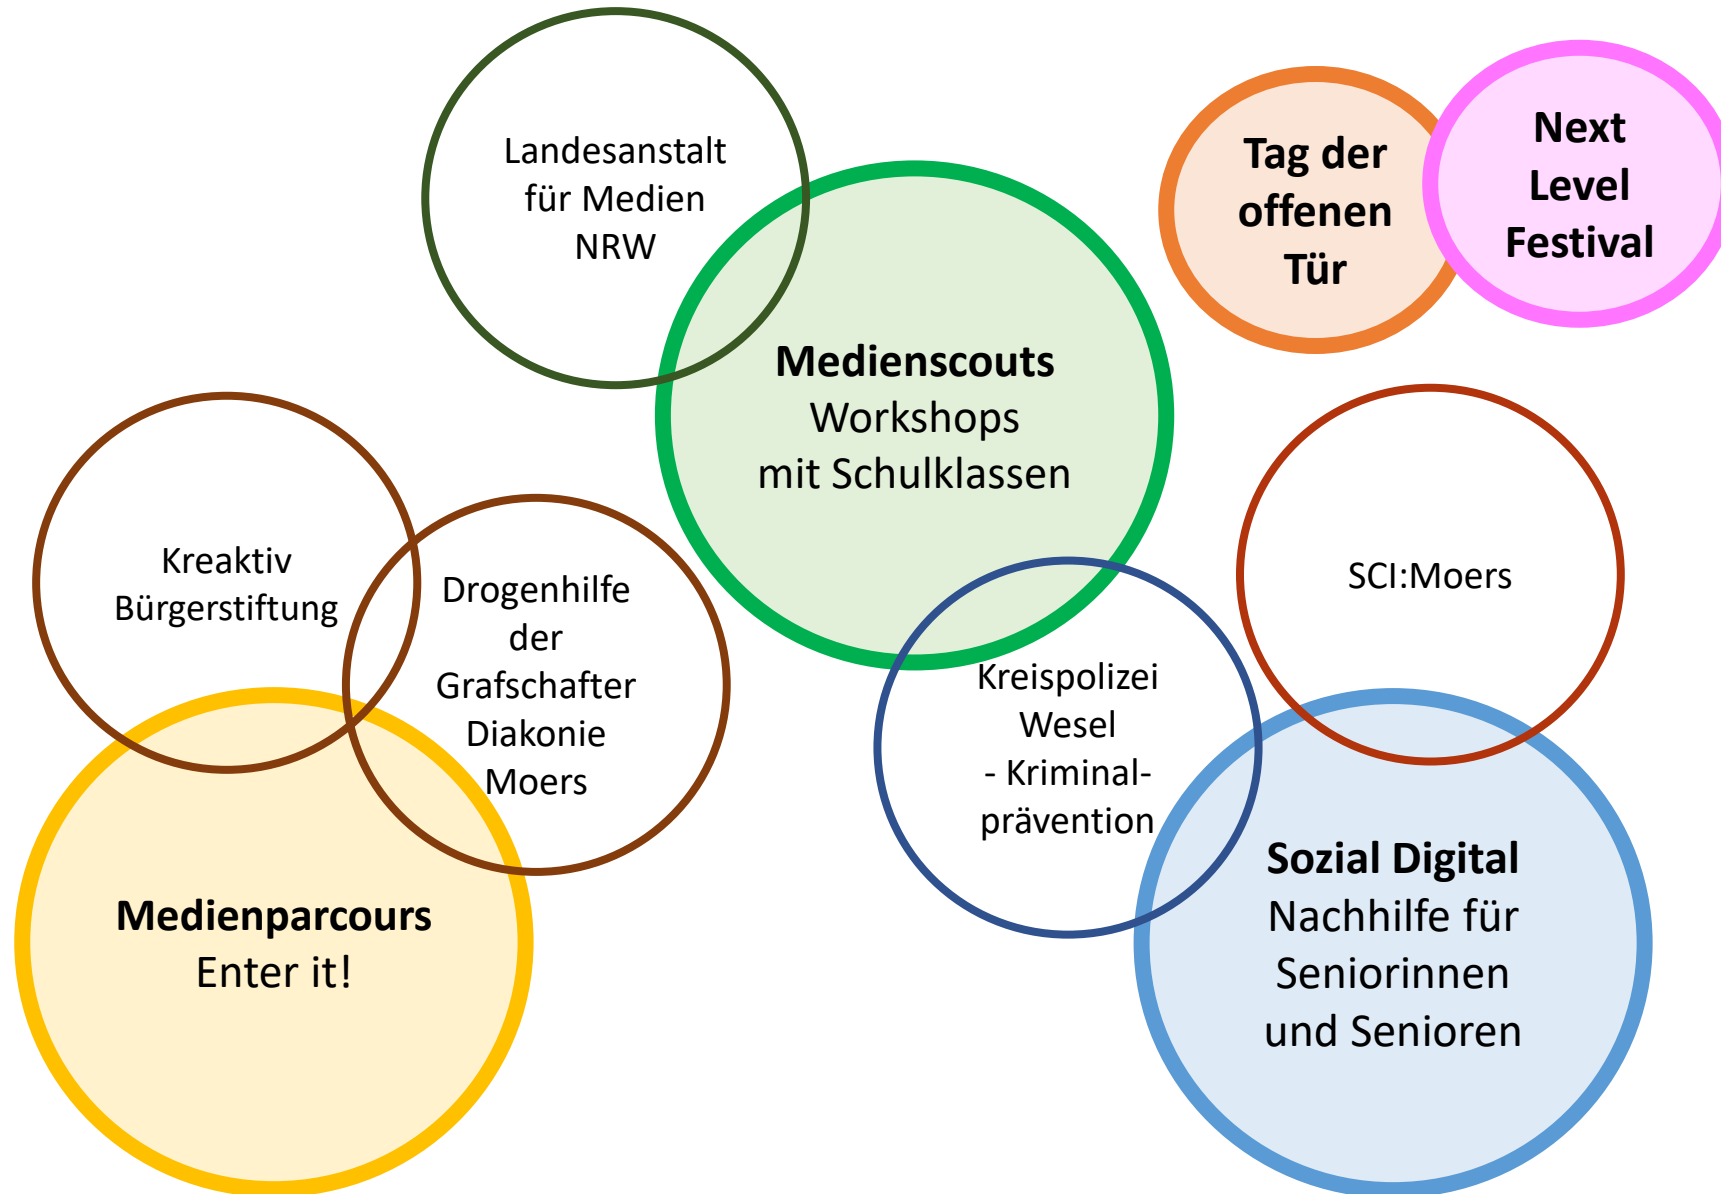 Landesanstalt
für Medien
NRW
Tag der
offenen
Tür
Next
Level
Festival
Medienscouts
Workshops
mit Schulklassen
Kreaktiv
Bürgerstiftung
Drogenhilfe
der
Grafschafter
Diakonie
Moers
SCI:Moers
Kreispolizei
Wesel
- Kriminal-
prävention
Medienparcours
Enter it!
Sozial Digital
Nachhilfe für
Seniorinnen
und Senioren